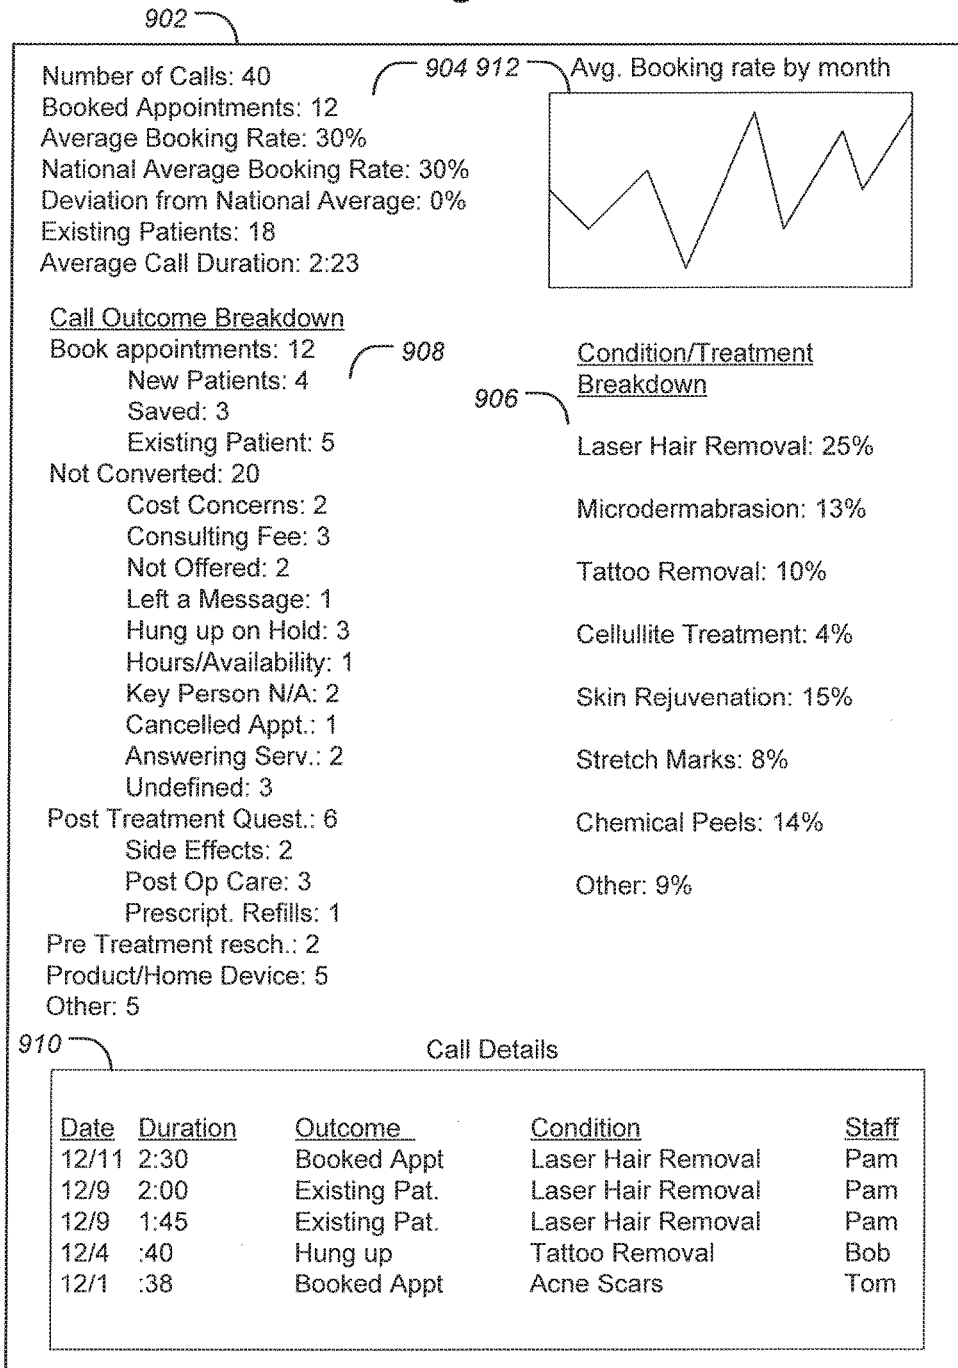 902
Number of Calls: 40
Booked Appointments: 12
Average Booking Rate: 30%
National Average Booking Rate: 30%
Deviation from National Average: 0%
Existing Patients: 18
Average Call Duration: 2:23
904 912
Avg. Booking rate by month
Call Outcome Breakdown
Book appointments: 12
908
New Patients: 4
Saved: 3
Existing Patient: 5
Not Converted: 20
Cost Concerns: 2
Consulting Fee: 3
Not Offered: 2
Left a Message: 1
Hung up on Hold: 3
Hours/Availability: 1
Key Person N/A: 2
Cancelled Appt.: 1
Answering Serv.: 2
Undefined: 3
Post Treatment Quest.: 6
Side Effects: 2
Post Op Care: 3
Prescript. Refills: 1
Pre Treatment resch.: 2
Product/Home Device: 5
Other: 5
Condition/Treatment
Breakdown
906
Laser Hair Removal: 25%
Microdermabrasion: 13%
Tattoo Removal: 10%
Cellullite Treatment: 4%
Skin Rejuvenation: 15%
Stretch Marks: 8%
Chemical Peels: 14%
Other: 9%
910
Call Details
Date Duration Outcome Condition Staff
12/11 2:30 Booked Appt Laser Hair Removal Pam
12/9 2:00 Existing Pat. Laser Hair Removal Pam
12/9 1:45 Existing Pat. Laser Hair Removal Pam
12/4 :40 Hung up Tattoo Removal Bob
12/1 :38 Booked Appt Acne Scars Tom